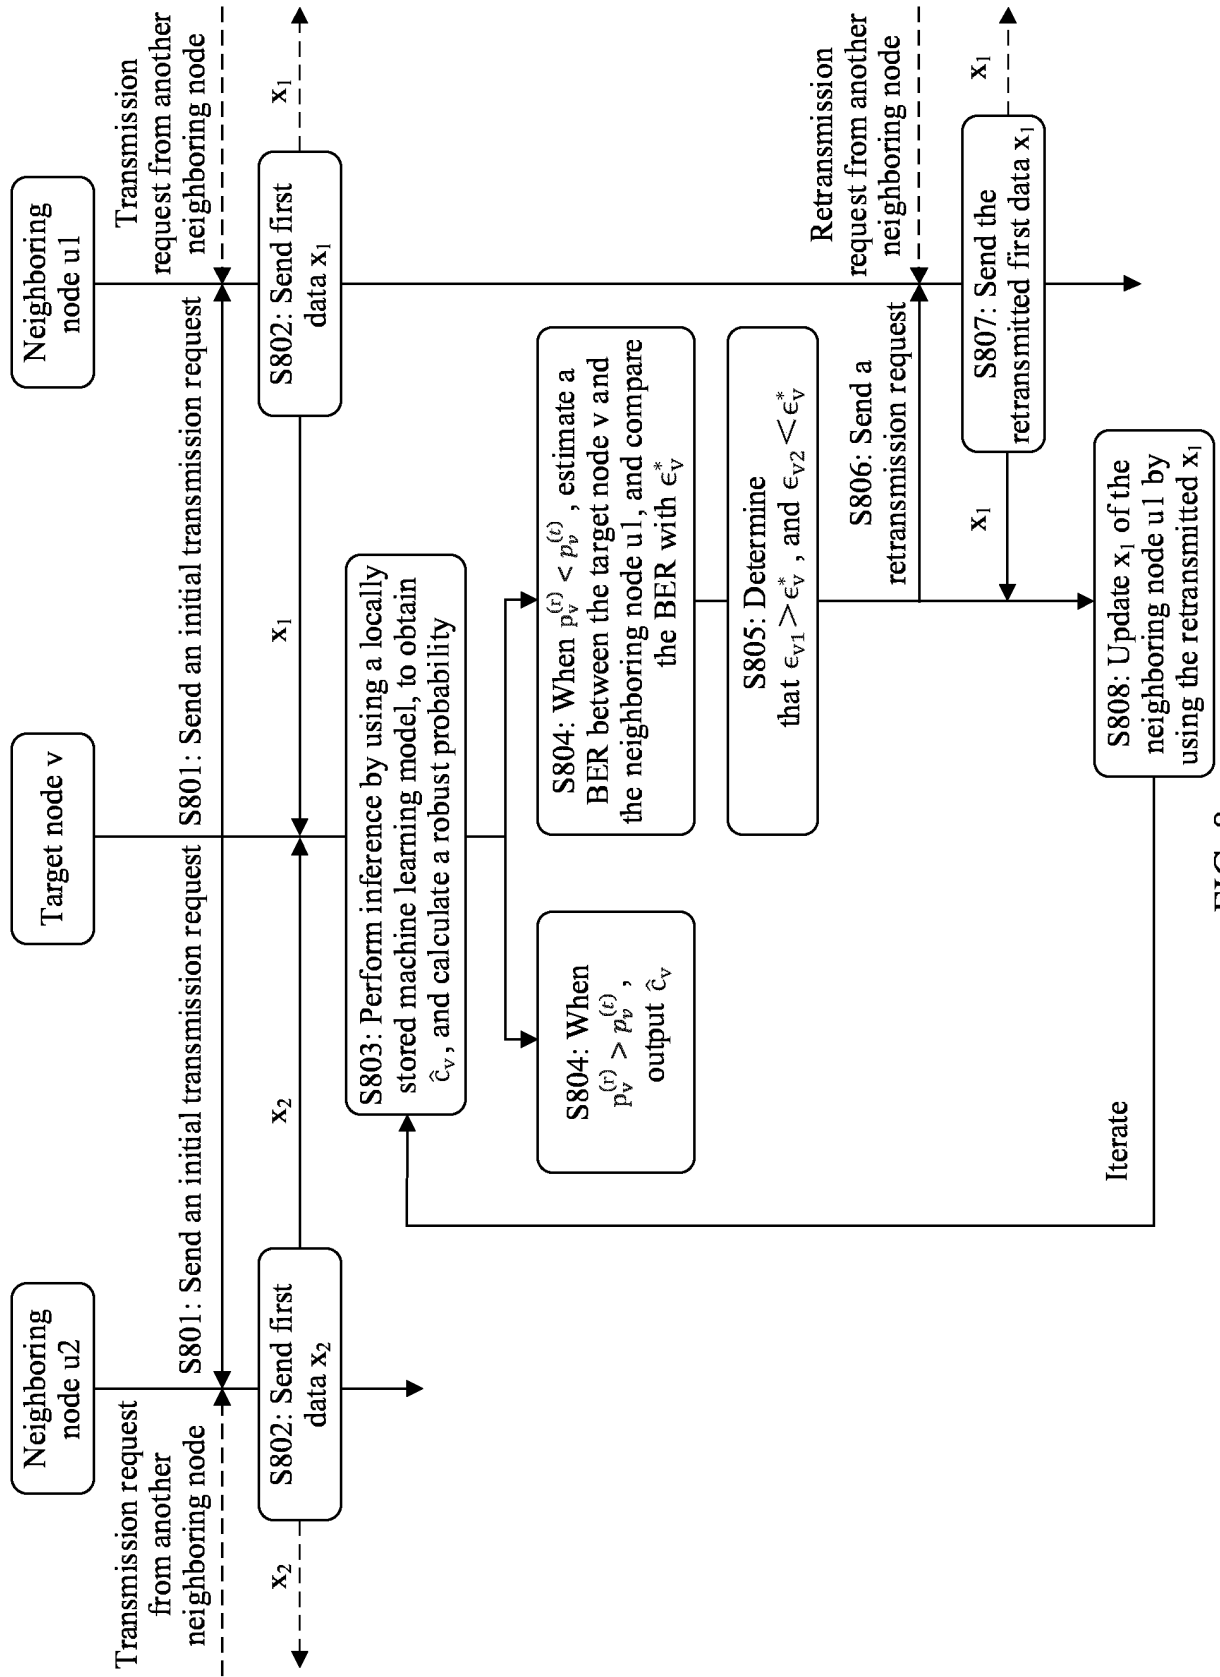 Neighboring
node u2
Target node v
Neighboring
node u1
Transmission request
from another
neighboring node
S801: Send an initial transmission request
S801: Send an initial transmission request
Transmission
request from another
neighboring node
x₂
S802: Send first
data x₂
x₂
x₁
S802: Send first
data x₁
x₁
S803: Perform inference by using a locally
stored machine learning model, to obtain
ĉᵥ, and calculate a robust probability
S804: When
pᵥ⁽ʳ⁾ > pᵥ⁽ᵗ⁾,
output ĉᵥ
S804: When pᵥ⁽ʳ⁾ < pᵥ⁽ᵗ⁾, estimate a
BER between the target node v and
the neighboring node u1, and compare
the BER with ϵᵥ*
S805: Determine
that ϵᵥ₁>ϵᵥ*, and ϵᵥ₂<ϵᵥ*
S806: Send a
retransmission request
Retransmission
request from another
neighboring node
x₁
S807: Send the
retransmitted first data x₁
x₁
Iterate
S808: Update x₁ of the
neighboring node u1 by
using the retransmitted x₁